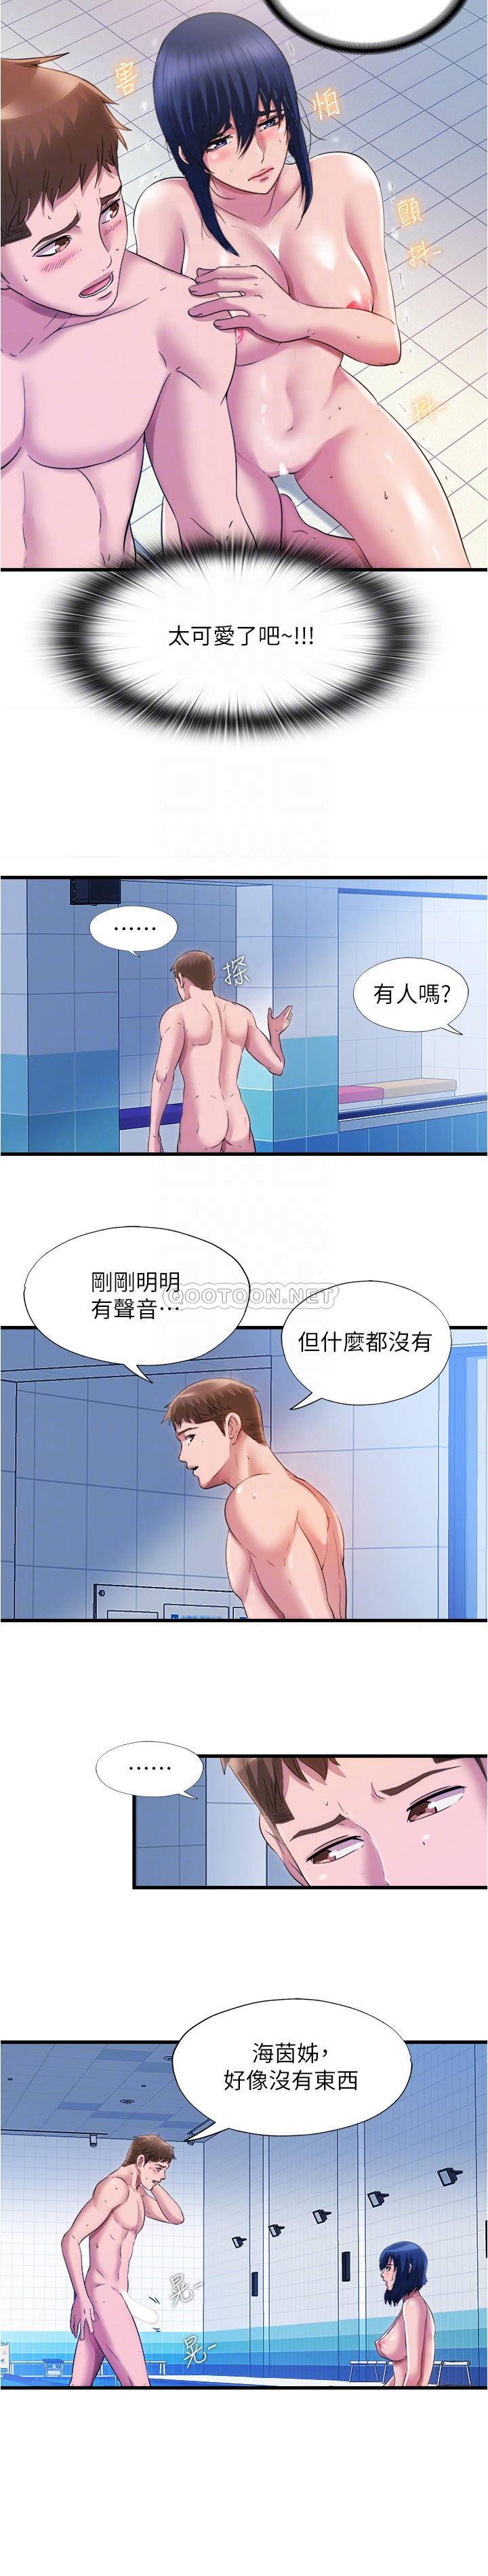 害
怕
顫
抖-
抖-
太可愛了吧~!!!
……
探
有人嗎?
剛剛明明
有聲音…
QOOTOON.NET
但什麼都沒有
……
海茵姊，
好像沒有東西
晃-
晃-